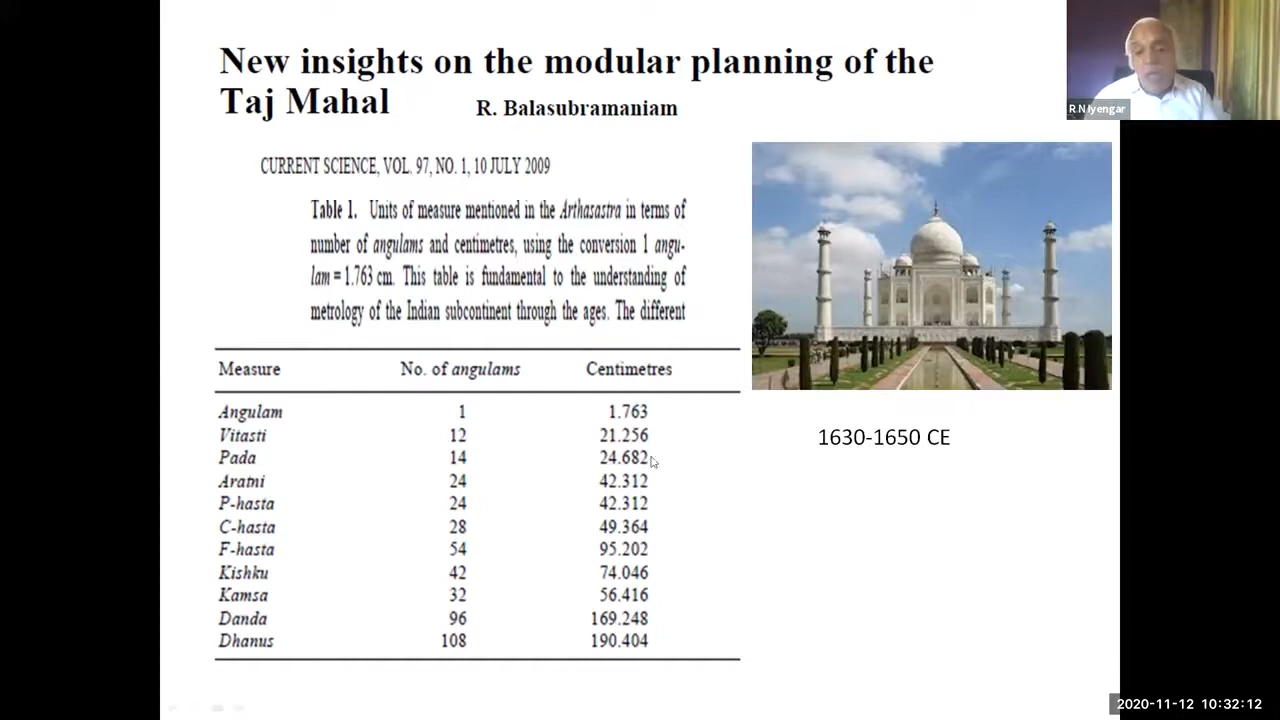 New insights on the modular planning of the
Taj Mahal
R. Balasubramaniam
R N Iyengar
CURRENT SCIENCE, VOL. 97, NO. 1, 10 JULY 2009
Table 1. Units of measure mentioned in the Arthasastra in terms of
number of angulams and centimetres, using the conversion 1 angu-
lam = 1.763 cm. This table is fundamental to the understanding of
metrology of the Indian subcontinent through the ages. The different
Measure No. of angulams Centimetres
Angulam 1 1.763
Vitasti 12 21.256
Pada 14 24.682
Aratni 24 42.312
P-hasta 24 42.312
C-hasta 28 49.364
F-hasta 54 95.202
Kishku 42 74.046
Kamsa 32 56.416
Danda 96 169.248
Dhanus 108 190.404
1630-1650 CE
2020-11-12 10:32:12